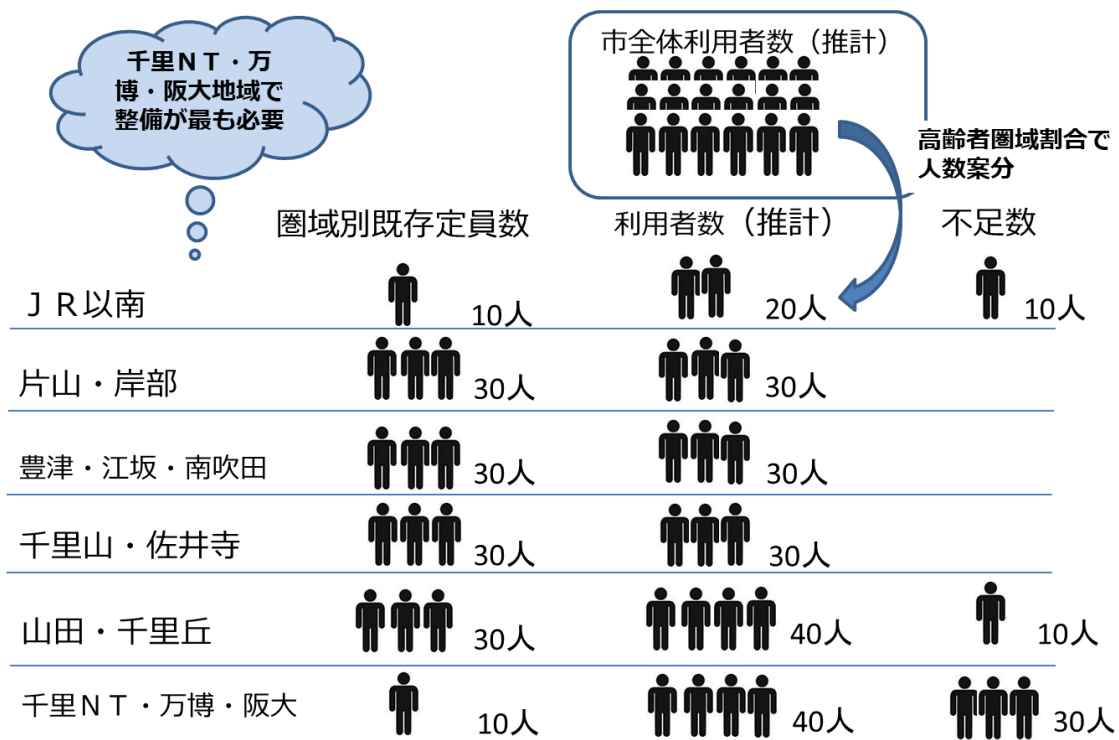 千里ＮＴ・万
博・阪大地域で
整備が最も必要
市全体利用者数（推計）
高齢者圏域割合で
人数案分
圏域別既存定員数 利用者数（推計） 不足数
ＪＲ以南 10人 20人 10人
片山・岸部 30人 30人
豊津・江坂・南吹田 30人 30人
千里山・佐井寺 30人 30人
山田・千里丘 30人 40人 10人
千里ＮＴ・万博・阪大 10人 40人 30人